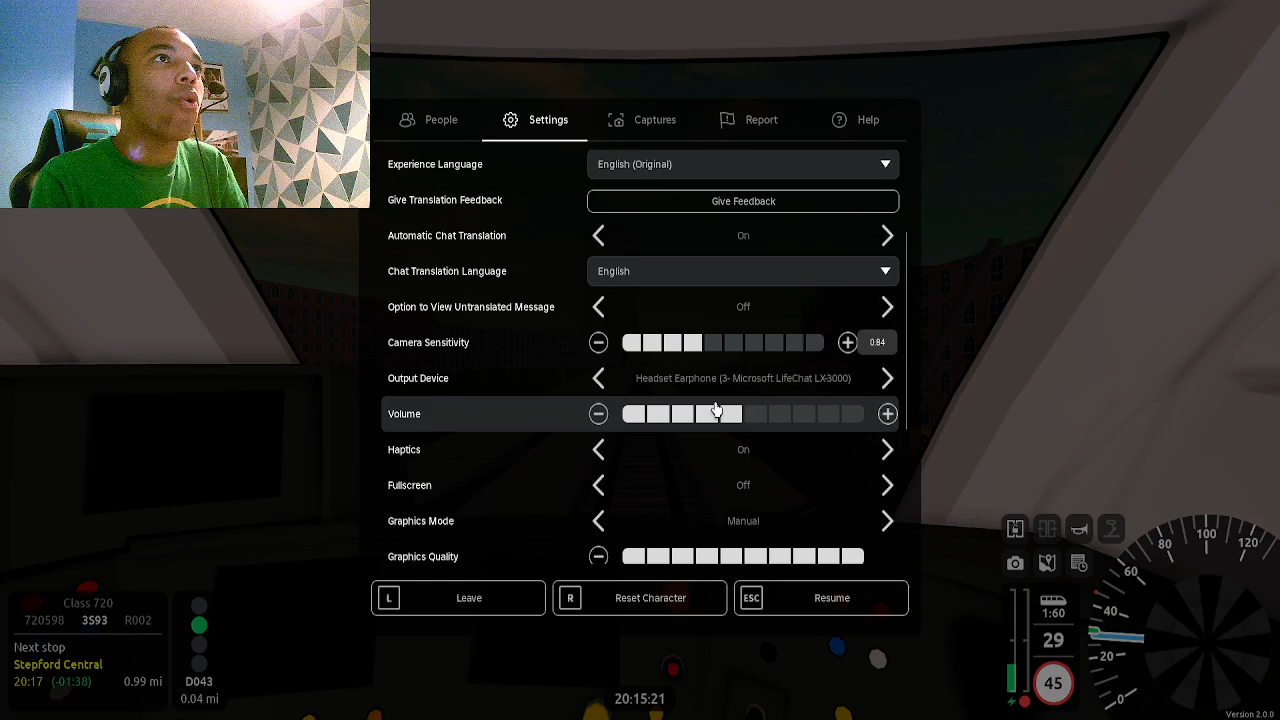 People
Settings
Captures
Report
Help
Experience Language
English (Original)
Give Translation Feedback
Give Feedback
Automatic Chat Translation
On
Chat Translation Language
English
Option to View Untranslated Message
Off
Camera Sensitivity
0.84
Output Device
Headset Earphone (3- Microsoft LifeChat LX-3000)
Volume
Haptics
On
Fullscreen
Off
Graphics Mode
Manual
Graphics Quality
L Leave
R Reset Character
ESC Resume
Class 720
720598 3S93 R002
Next stop
Stepford Central
20:17 (-01:38) 0.99 mi
D043
0.04 mi
20:15:21
1:60
29
45
0
20
40
60
80
100
120
Version 2.0.0